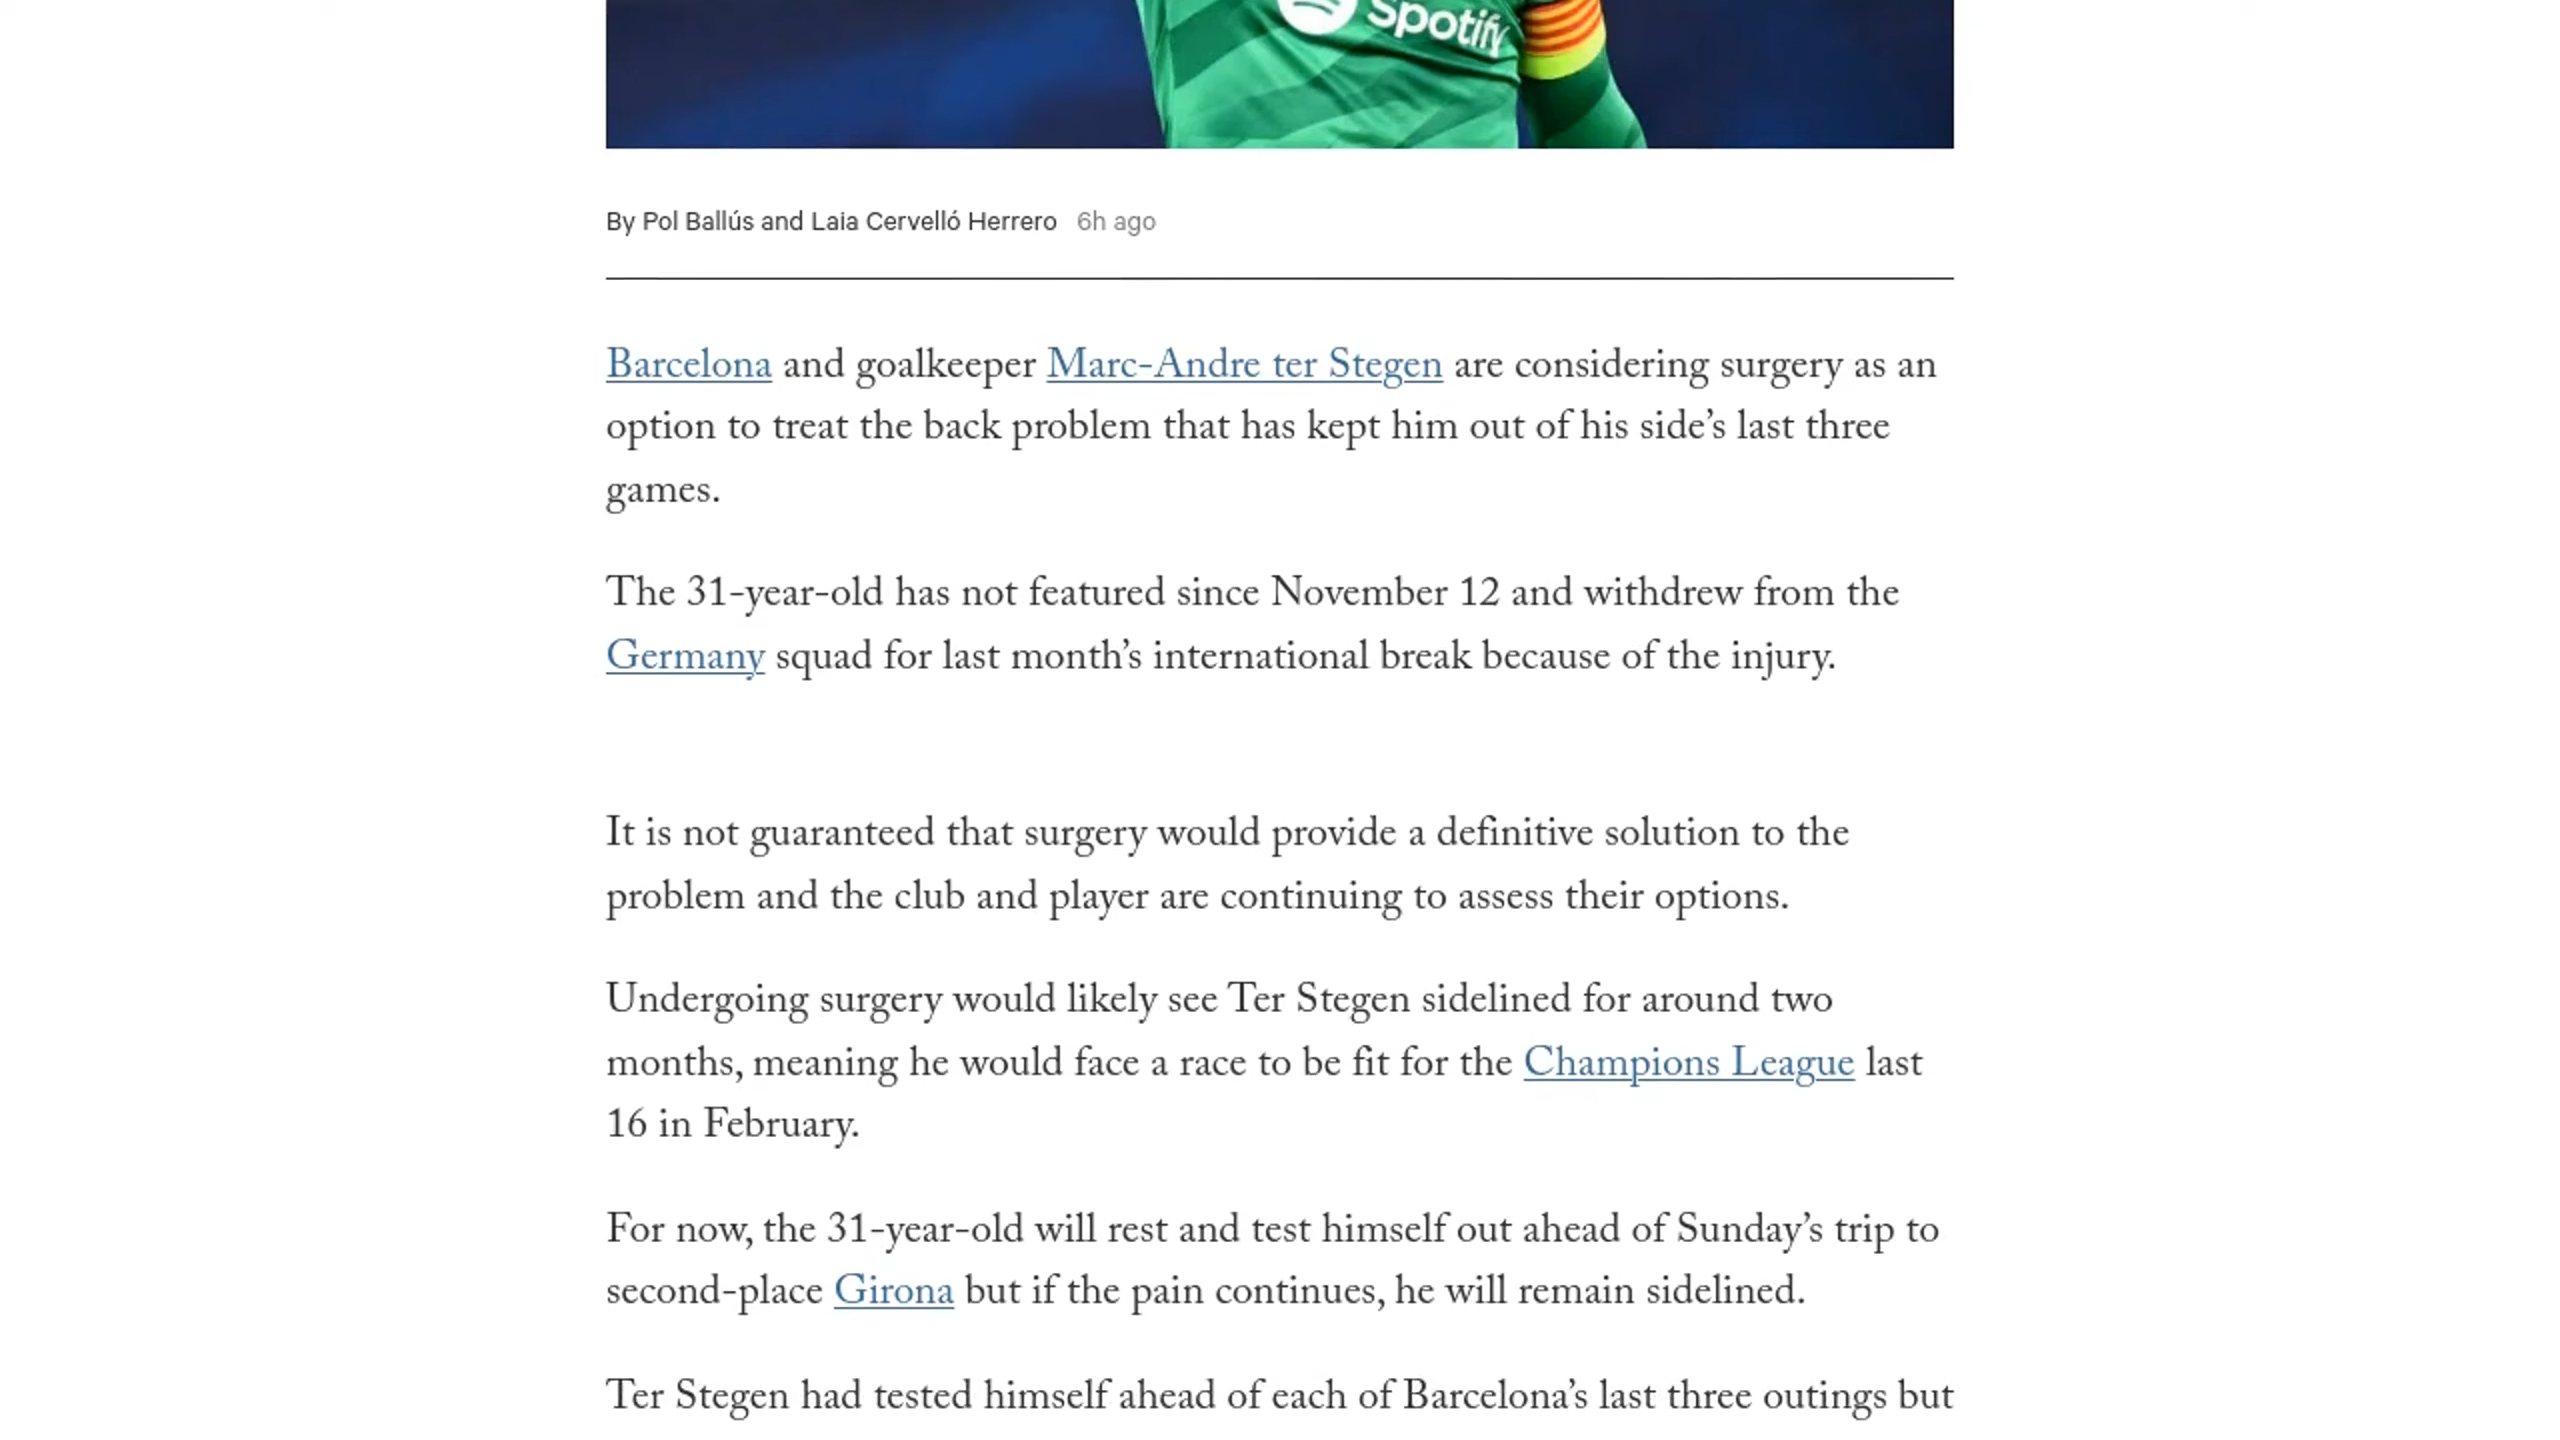 Spotify
By Pol Ballús and Laia Cervelló Herrero 6h ago
Barcelona and goalkeeper Marc-Andre ter Stegen are considering surgery as an
option to treat the back problem that has kept him out of his side’s last three
games.
The 31-year-old has not featured since November 12 and withdrew from the
Germany squad for last month’s international break because of the injury.
It is not guaranteed that surgery would provide a definitive solution to the
problem and the club and player are continuing to assess their options.
Undergoing surgery would likely see Ter Stegen sidelined for around two
months, meaning he would face a race to be fit for the Champions League last
16 in February.
For now, the 31-year-old will rest and test himself out ahead of Sunday’s trip to
second-place Girona but if the pain continues, he will remain sidelined.
Ter Stegen had tested himself ahead of each of Barcelona’s last three outings but